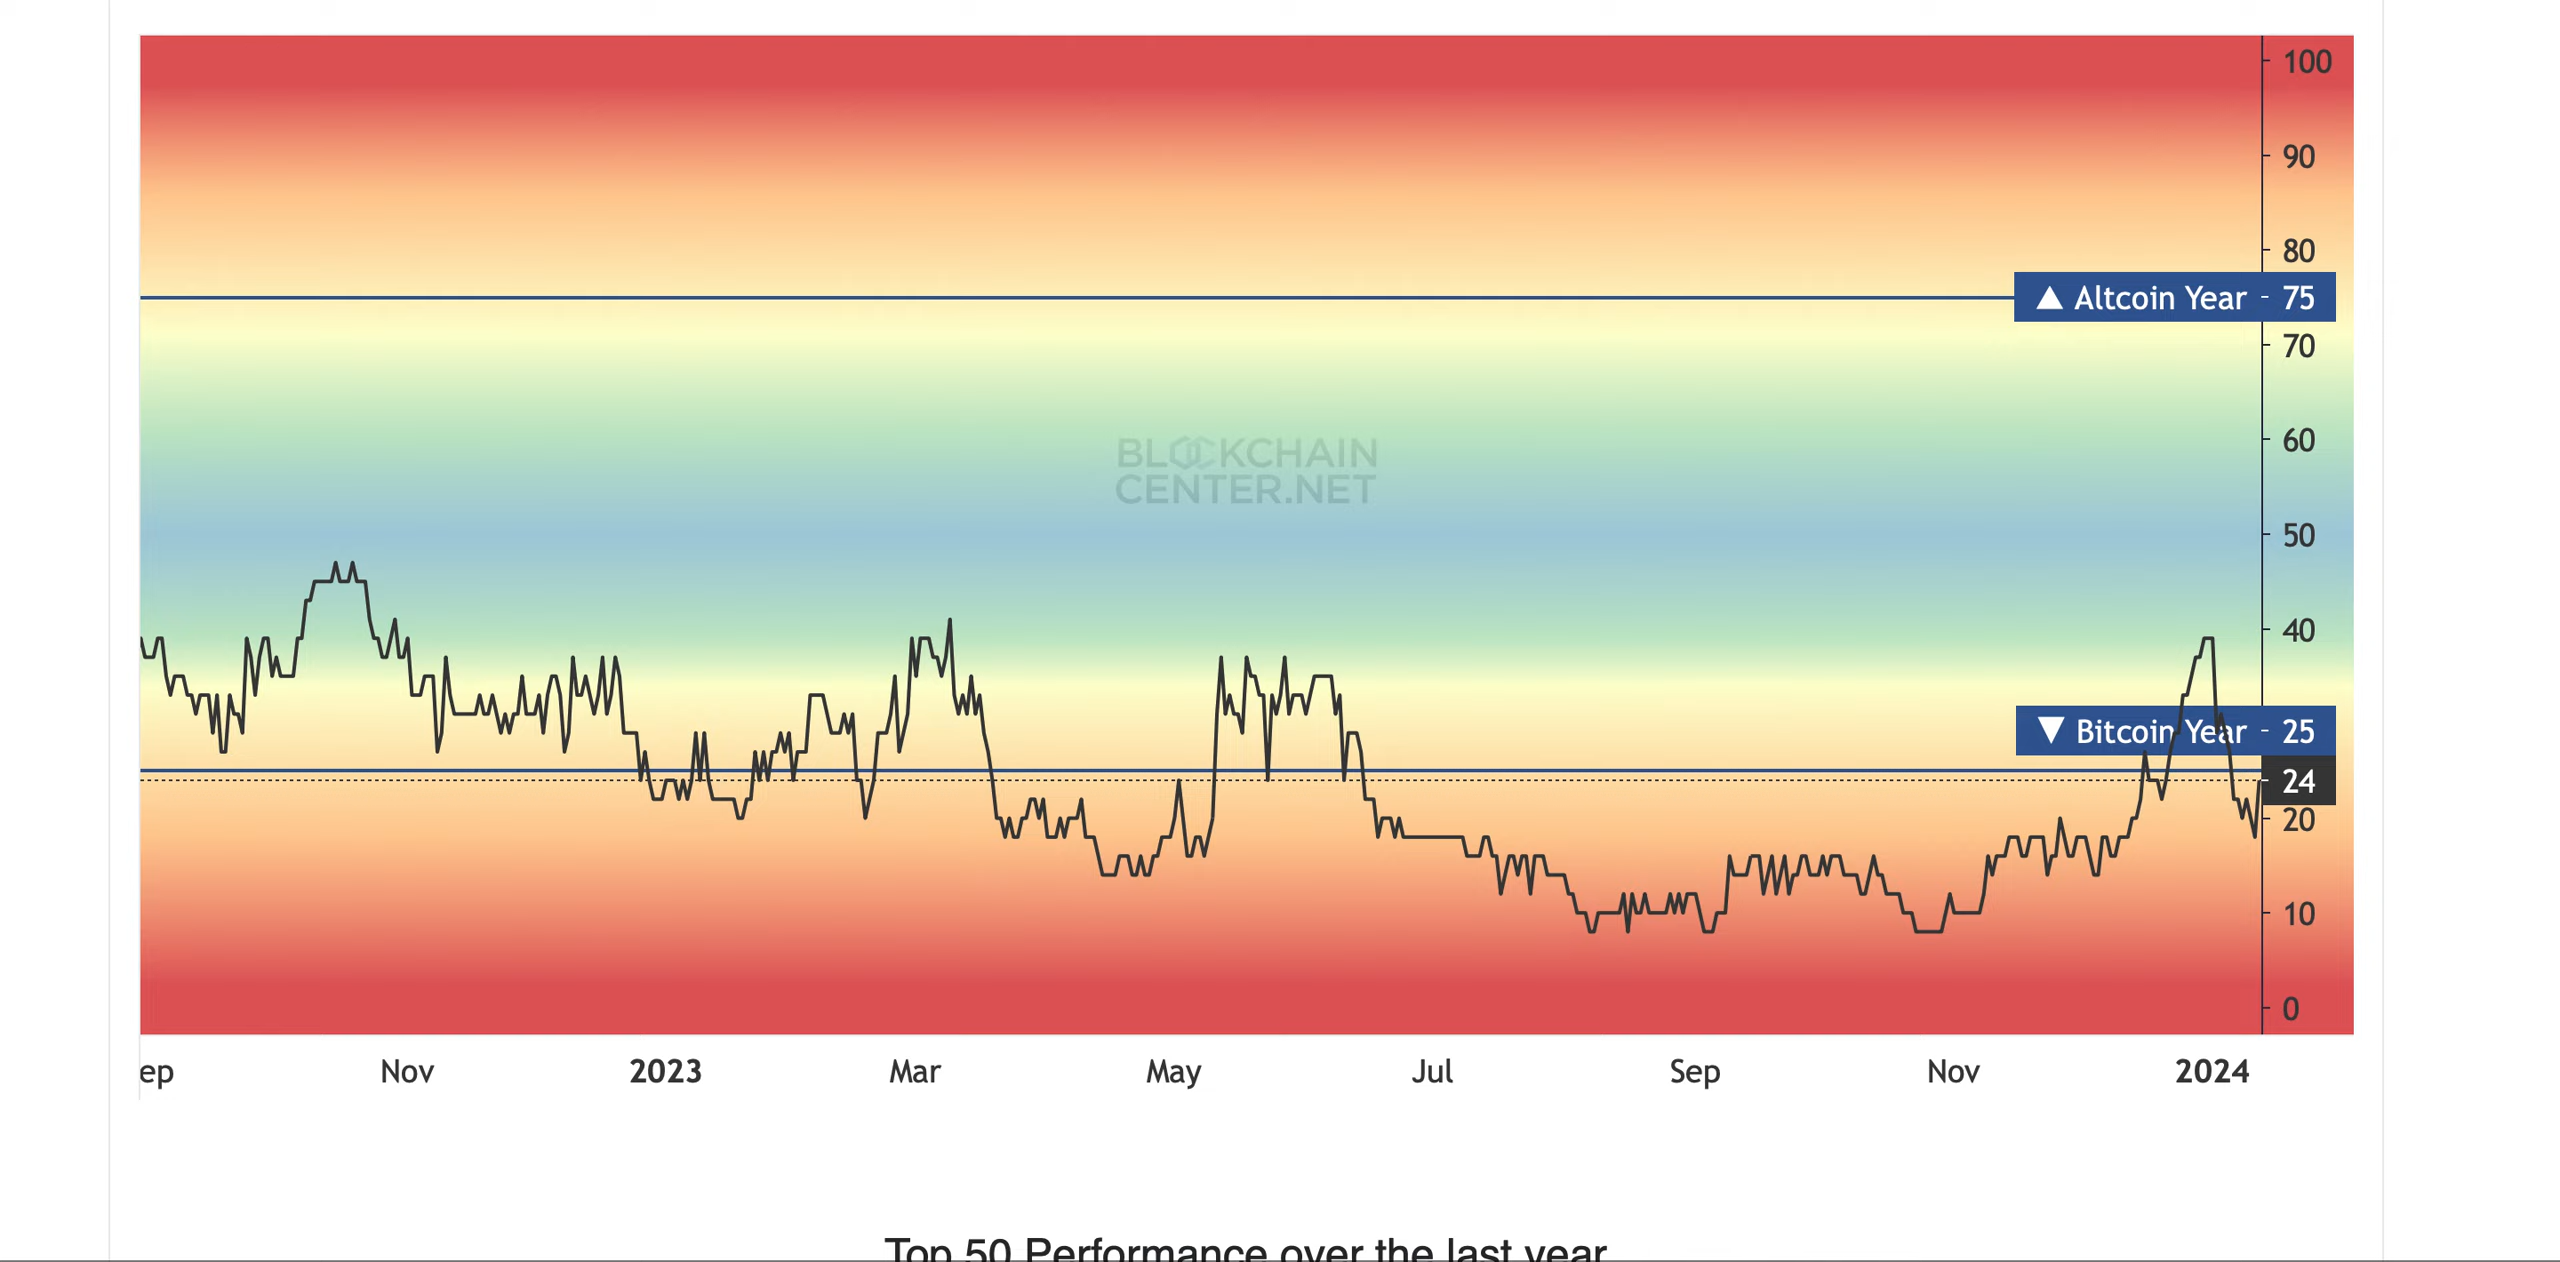 100
90
80
▲ Altcoin Year - 75
70
60
BLOCKCHAIN
CENTER.NET
50
40
▼ Bitcoin Year - 25
24
20
10
0
ep Nov 2023 Mar May Jul Sep Nov 2024
Top 50 Performance over the last year